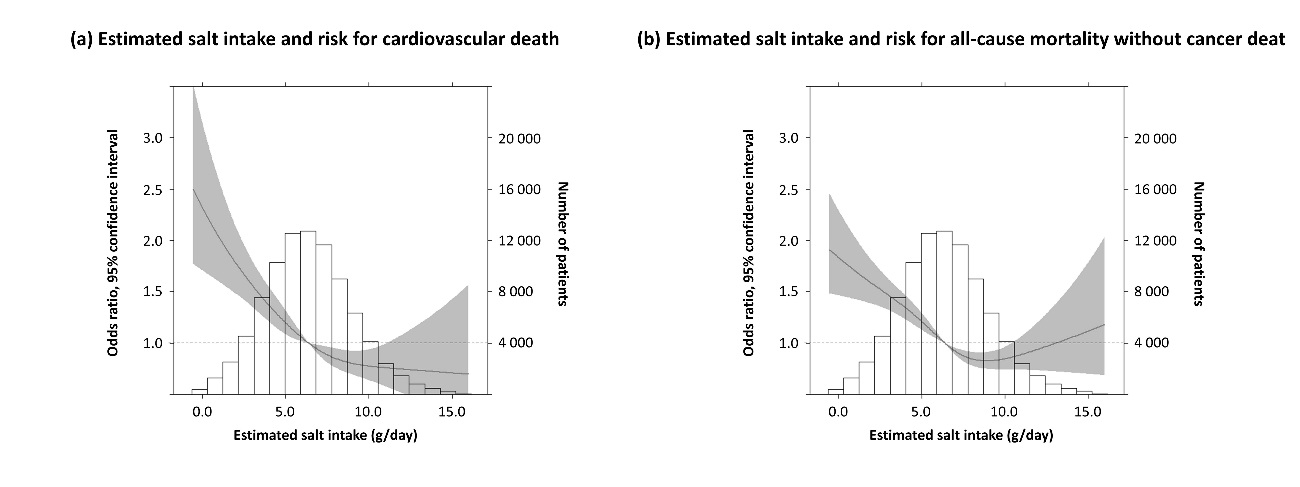 (a) Estimated salt intake and risk for cardiovascular death
3.0
2.5
2.0
1.5
1.0
Odds ratio, 95% confidence interval
20 000
16 000
12 000
8 000
4 000
Number of patients
0.0 5.0 10.0 15.0
Estimated salt intake (g/day)
(b) Estimated salt intake and risk for all-cause mortality without cancer deat
3.0
2.5
2.0
1.5
1.0
Odds ratio, 95% confidence interval
20 000
16 000
12 000
8 000
4 000
Number of patients
0.0 5.0 10.0 15.0
Estimated salt intake (g/day)